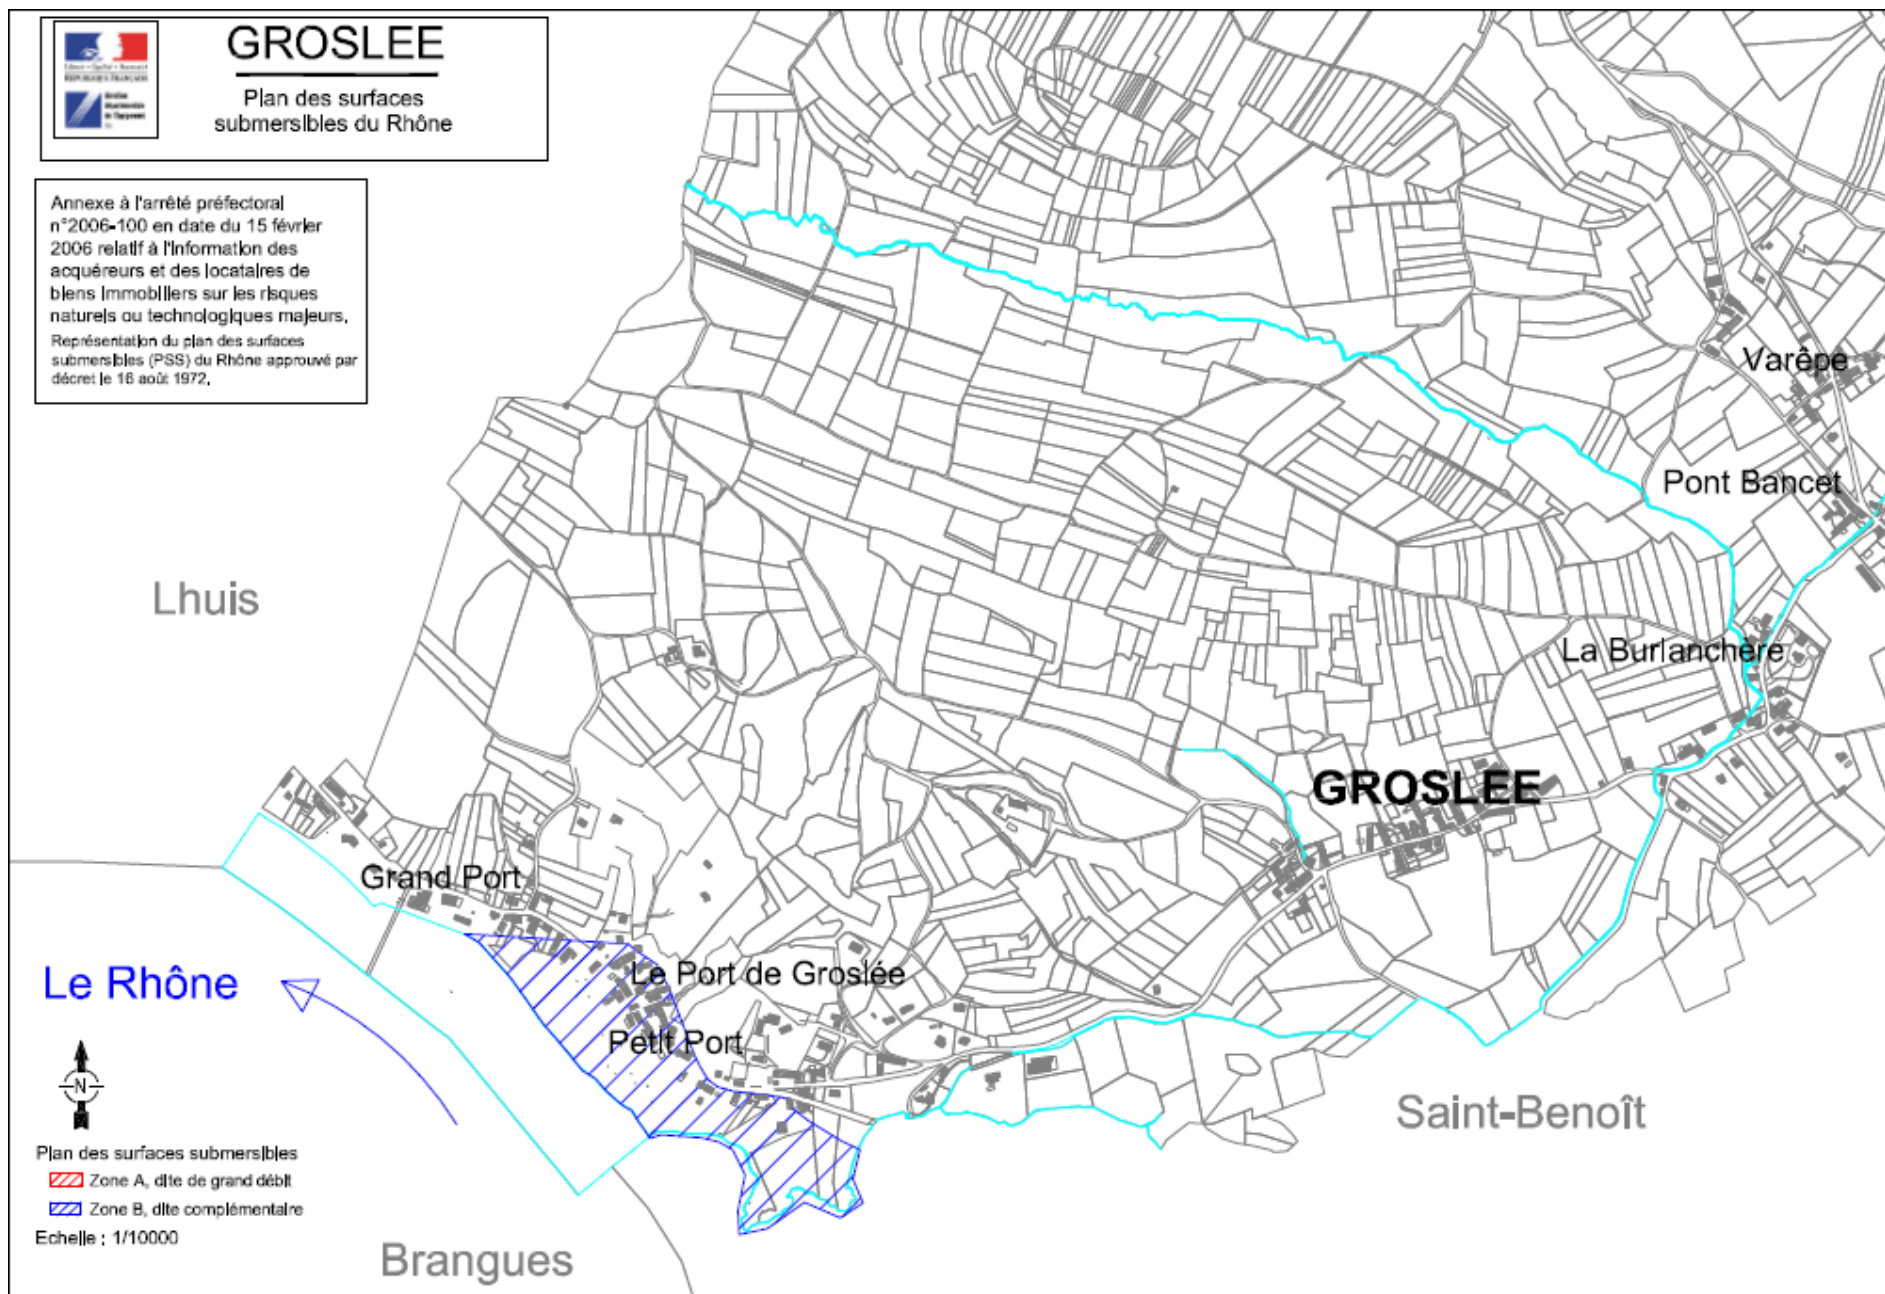 GROSLEE
Plan des surfaces
submersibles du Rhône
RÉPUBLIQUE FRANÇAISE
Annexe à l'arrêté préfectoral
n°2006-100 en date du 15 février
2006 relatif à l'information des
acquéreurs et des locataires de
biens immobiliers sur les risques
naturels ou technologiques majeurs.
Représentation du plan des surfaces
submersibles (PSS) du Rhône approuvé par
décret le 16 août 1972.
Varêpe
Pont Bancet
Lhuis
La Burlanchère
GROSLEE
Grand Port
Le Port de Groslée
Le Rhône
Petit Port
N
Saint-Benoît
Plan des surfaces submersibles
Zone A, dite de grand débit
Zone B, dite complémentaire
Echelle : 1/10000
Brangues